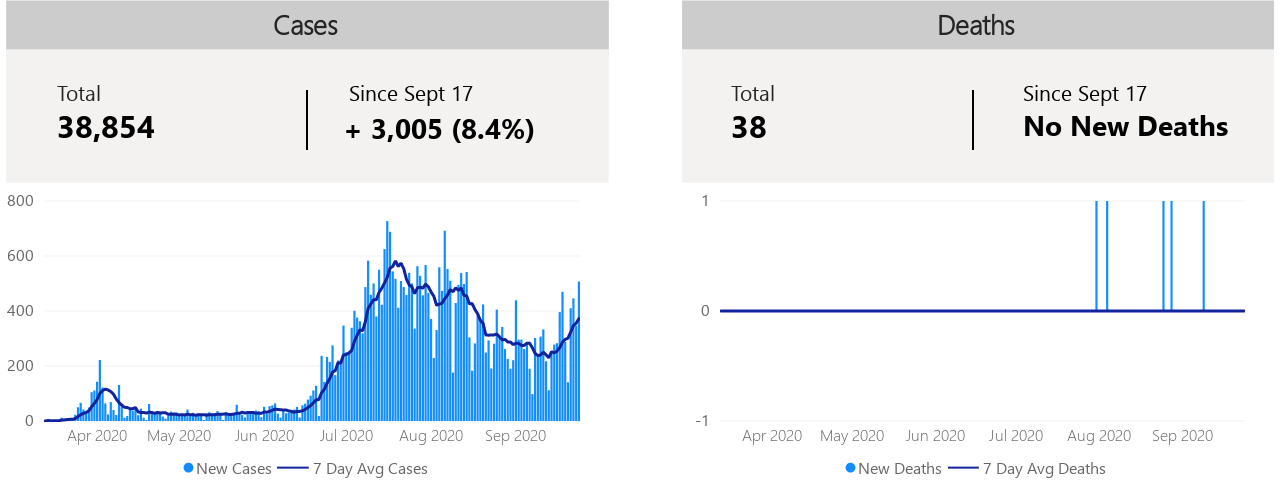 Cases
Total
38,854
Since Sept 17
+ 3,005 (8.4%)
800
600
400
200
0
Apr 2020 May 2020 Jun 2020 Jul 2020 Aug 2020 Sep 2020
New Cases 7 Day Avg Cases
Deaths
Total
38
Since Sept 17
No New Deaths
1
0
-1
Apr 2020 May 2020 Jun 2020 Jul 2020 Aug 2020 Sep 2020
New Deaths 7 Day Avg Deaths